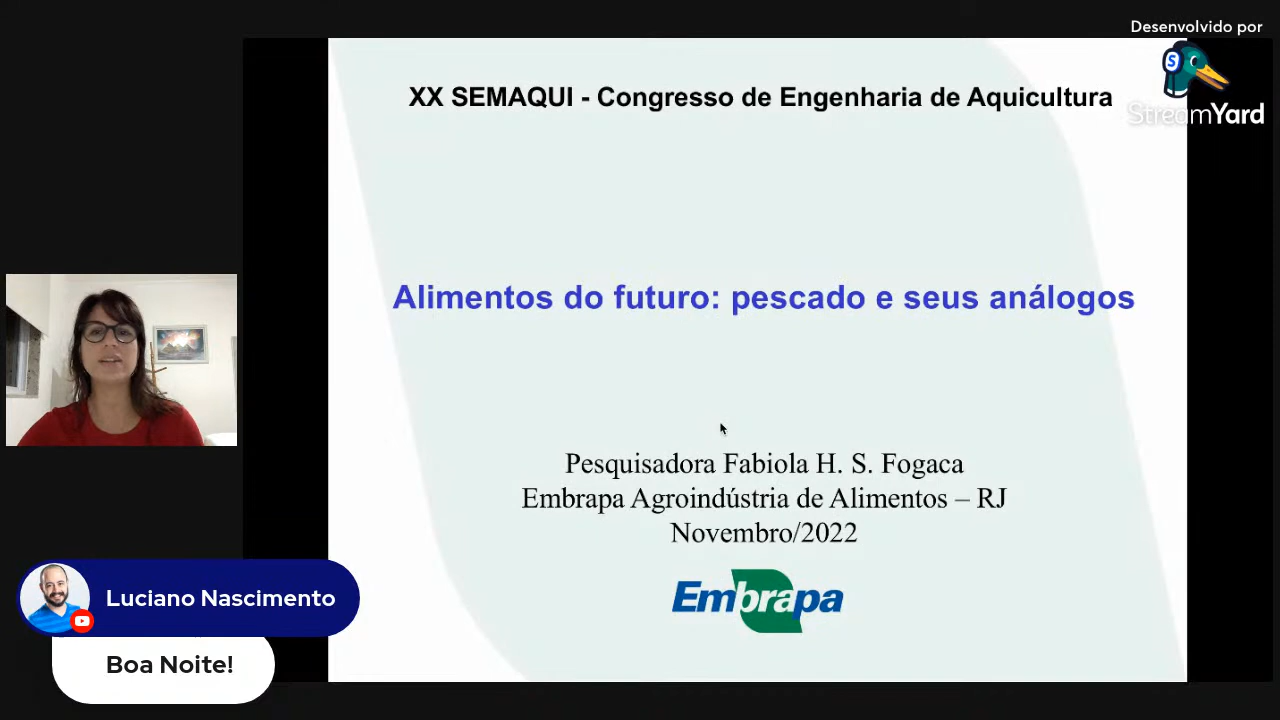 Desenvolvido por
StreamYard
XX SEMAQUI - Congresso de Engenharia de Aquicultura
Alimentos do futuro: pescado e seus análogos
Pesquisadora Fabiola H. S. Fogaca
Embrapa Agroindústria de Alimentos – RJ
Novembro/2022
Embrapa
Luciano Nascimento
Boa Noite!